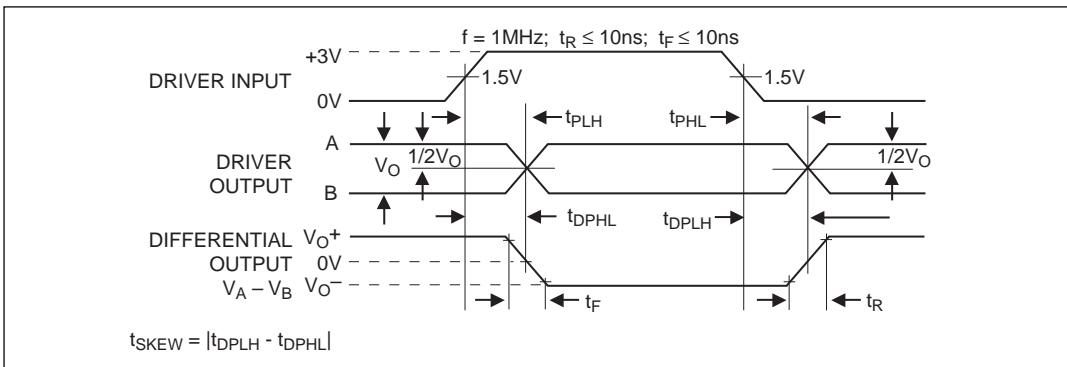 f = 1MHz; tR ≤ 10ns; tF ≤ 10ns
+3V
DRIVER INPUT
1.5V
1.5V
0V
tPLH
tPHL
A
DRIVER
OUTPUT
VO
1/2VO
1/2VO
B
tDPHL
tDPLH
DIFFERENTIAL
OUTPUT
VA – VB
VO+
0V
VO–
tF
tR
tSKEW = |tDPLH - tDPHL|